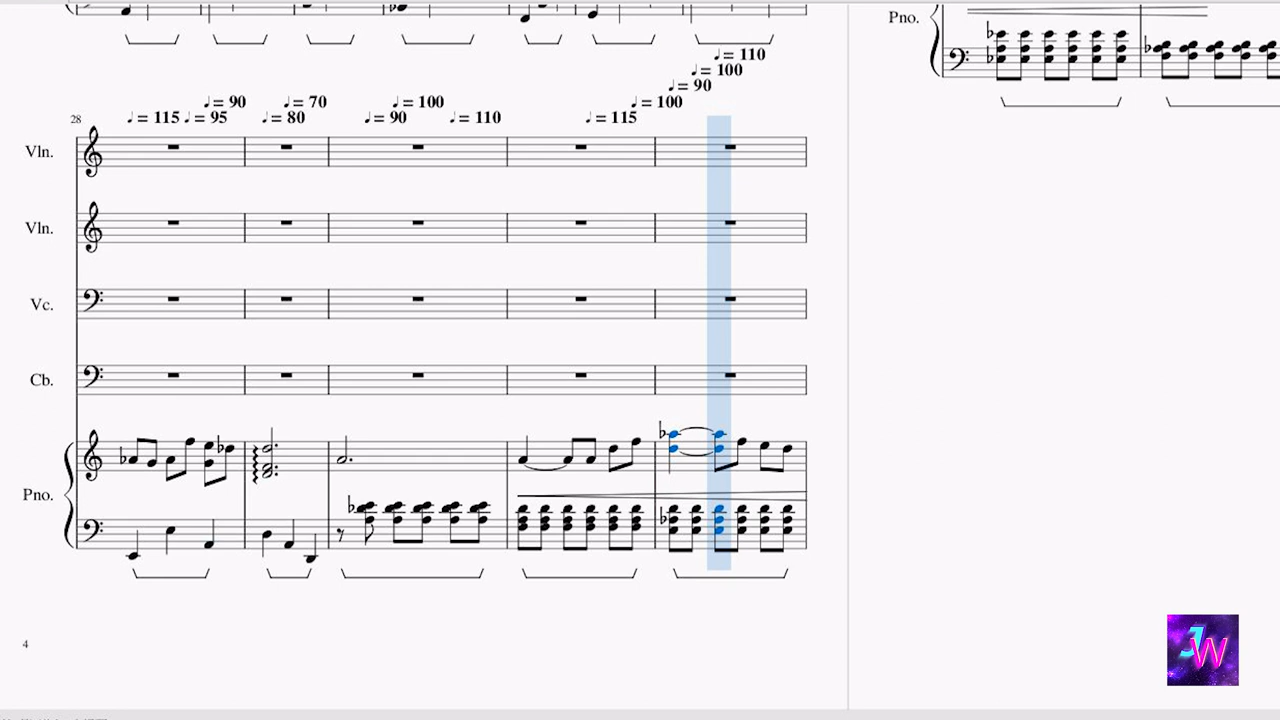 Pno.
♩= 110
♩= 100
♩= 90
♩= 90 ♩= 70 ♩= 100 ♩= 100
28 ♩= 115 ♩= 95 ♩= 80 ♩= 90 ♩= 110 ♩= 115
Vln.
Vln.
Vc.
Cb.
Pno.
4
JW